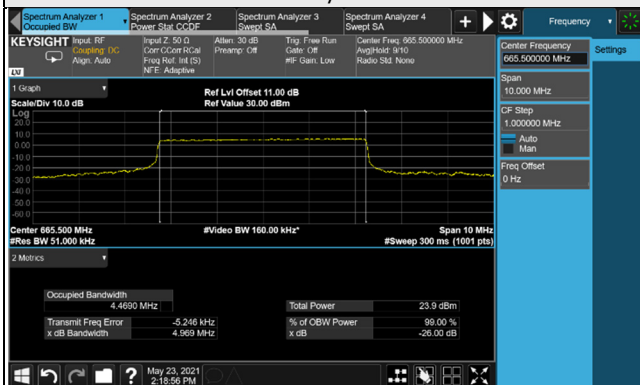 Spectrum Analyzer 1
Occupied BW
Spectrum Analyzer 2
Power Stat CCDF
Spectrum Analyzer 3
Swept SA
Spectrum Analyzer 4
Swept SA
+
Frequency
KEYSIGHT
Input: RF
Coupling: DC
Align: Auto
Input Z: 50 Ω
Corr CCorr RCal
Freq Ref: Int (S)
NFE: Adaptive
Atten: 30 dB
Preamp: Off
Trig: Free Run
Gate: Off
#IF Gain: Low
Center Freq: 665.500000 MHz
Avg|Hold: 9/10
Radio Std: None
LXI
Center Frequency
665.500000 MHz
Settings
Span
10.000 MHz
CF Step
1.000000 MHz
Auto
Man
Freq Offset
0 Hz
1 Graph
Scale/Div 10.0 dB
Ref Lvl Offset 11.00 dB
Ref Value 30.00 dBm
Log
20.0
10.0
0.00
-10.0
-20.0
-30.0
-40.0
-50.0
-60.0
Center 665.500 MHz
#Res BW 51.000 kHz
#Video BW 160.00 kHz*
Span 10 MHz
#Sweep 300 ms (1001 pts)
2 Metrics
Occupied Bandwidth
4.4690 MHz
Total Power 23.9 dBm
Transmit Freq Error -5.246 kHz
% of OBW Power 99.00 %
x dB Bandwidth 4.969 MHz
x dB -26.00 dB
?
May 23, 2021
2:18:56 PM